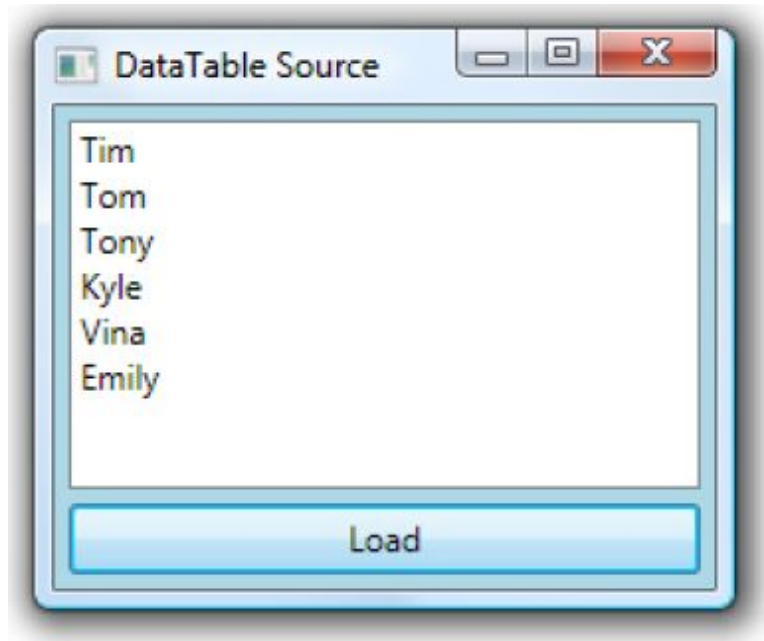 DataTable Source
Tim
Tom
Tony
Kyle
Vina
Emily
Load